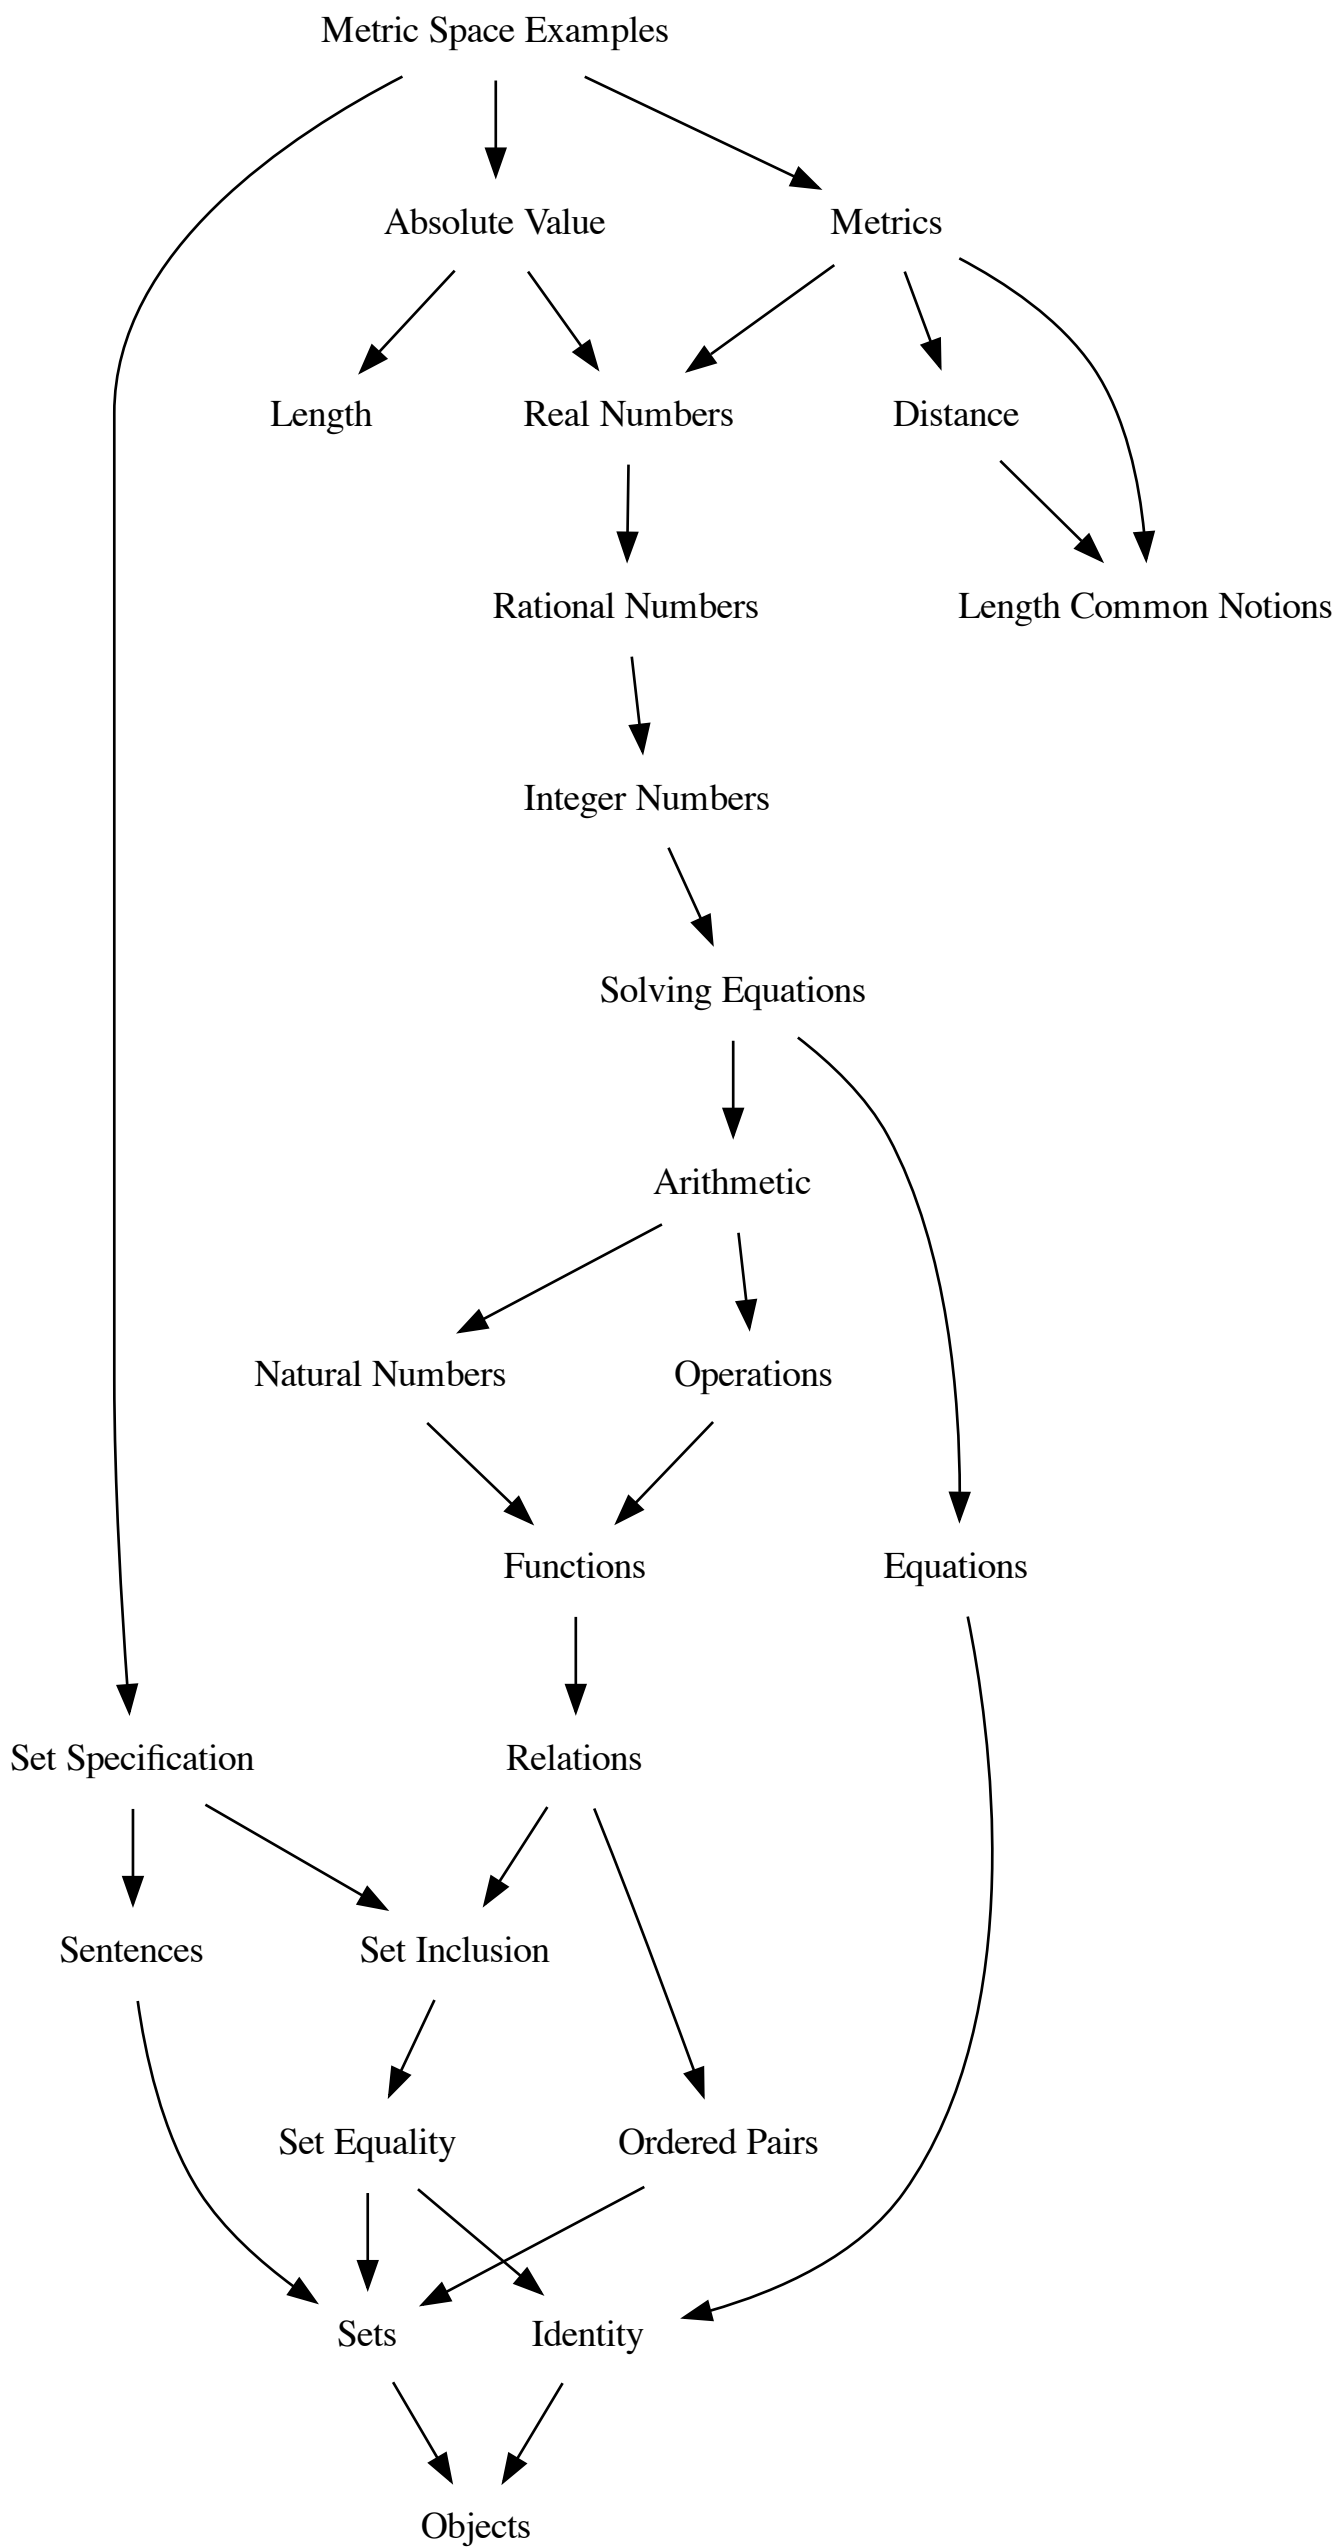 Metric Space Examples
Absolute Value
Metrics
Length
Real Numbers
Distance
Rational Numbers
Length Common Notions
Integer Numbers
Solving Equations
Arithmetic
Natural Numbers
Operations
Functions
Equations
Set Specification
Relations
Sentences
Set Inclusion
Set Equality
Ordered Pairs
Sets
Identity
Objects